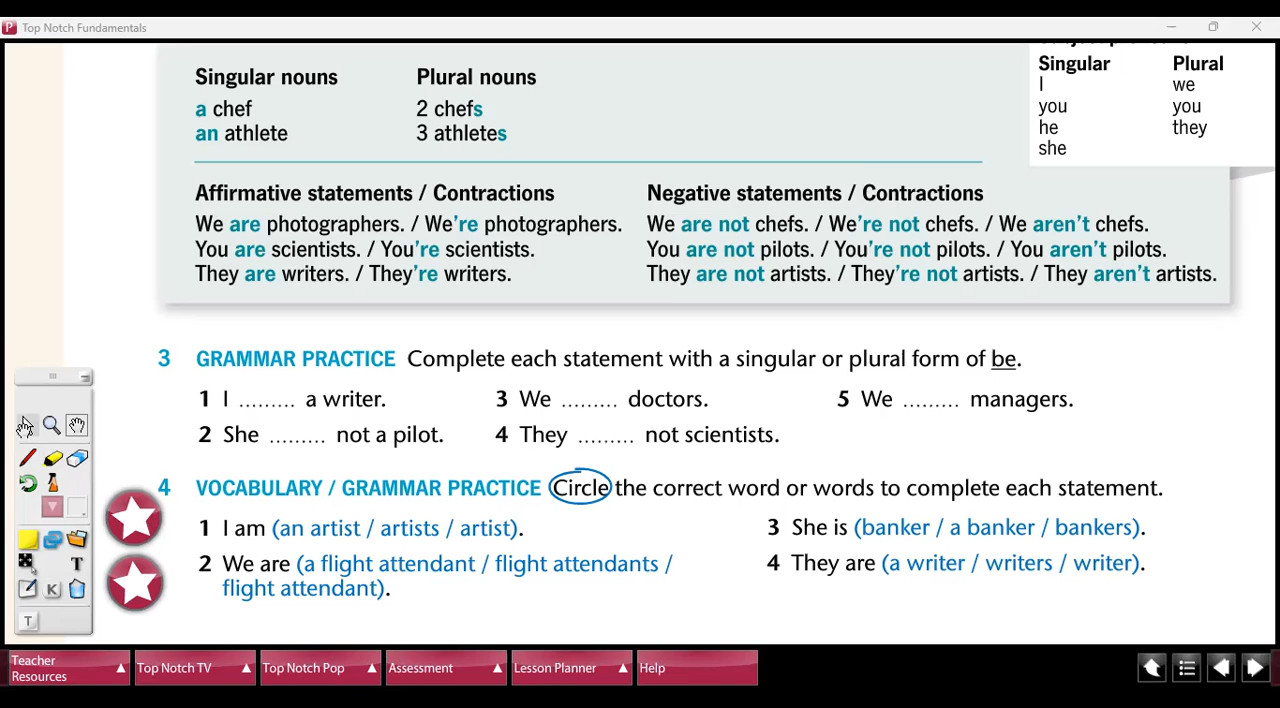 Top Notch Fundamentals
Singular nouns Plural nouns
a chef 2 chefs
an athlete 3 athletes
Singular Plural
I we
you you
he they
she
Affirmative statements / Contractions
We are photographers. / We're photographers.
You are scientists. / You're scientists.
They are writers. / They're writers.
Negative statements / Contractions
We are not chefs. / We're not chefs. / We aren't chefs.
You are not pilots. / You're not pilots. / You aren't pilots.
They are not artists. / They're not artists. / They aren't artists.
3 GRAMMAR PRACTICE Complete each statement with a singular or plural form of be.
1 I ......... a writer.
2 She ......... not a pilot.
3 We ......... doctors.
4 They ......... not scientists.
5 We ......... managers.
4 VOCABULARY / GRAMMAR PRACTICE Circle the correct word or words to complete each statement.
1 I am (an artist / artists / artist).
2 We are (a flight attendant / flight attendants /
flight attendant).
3 She is (banker / a banker / bankers).
4 They are (a writer / writers / writer).
T
K
T
Teacher
Resources
Top Notch TV
Top Notch Pop
Assessment
Lesson Planner
Help